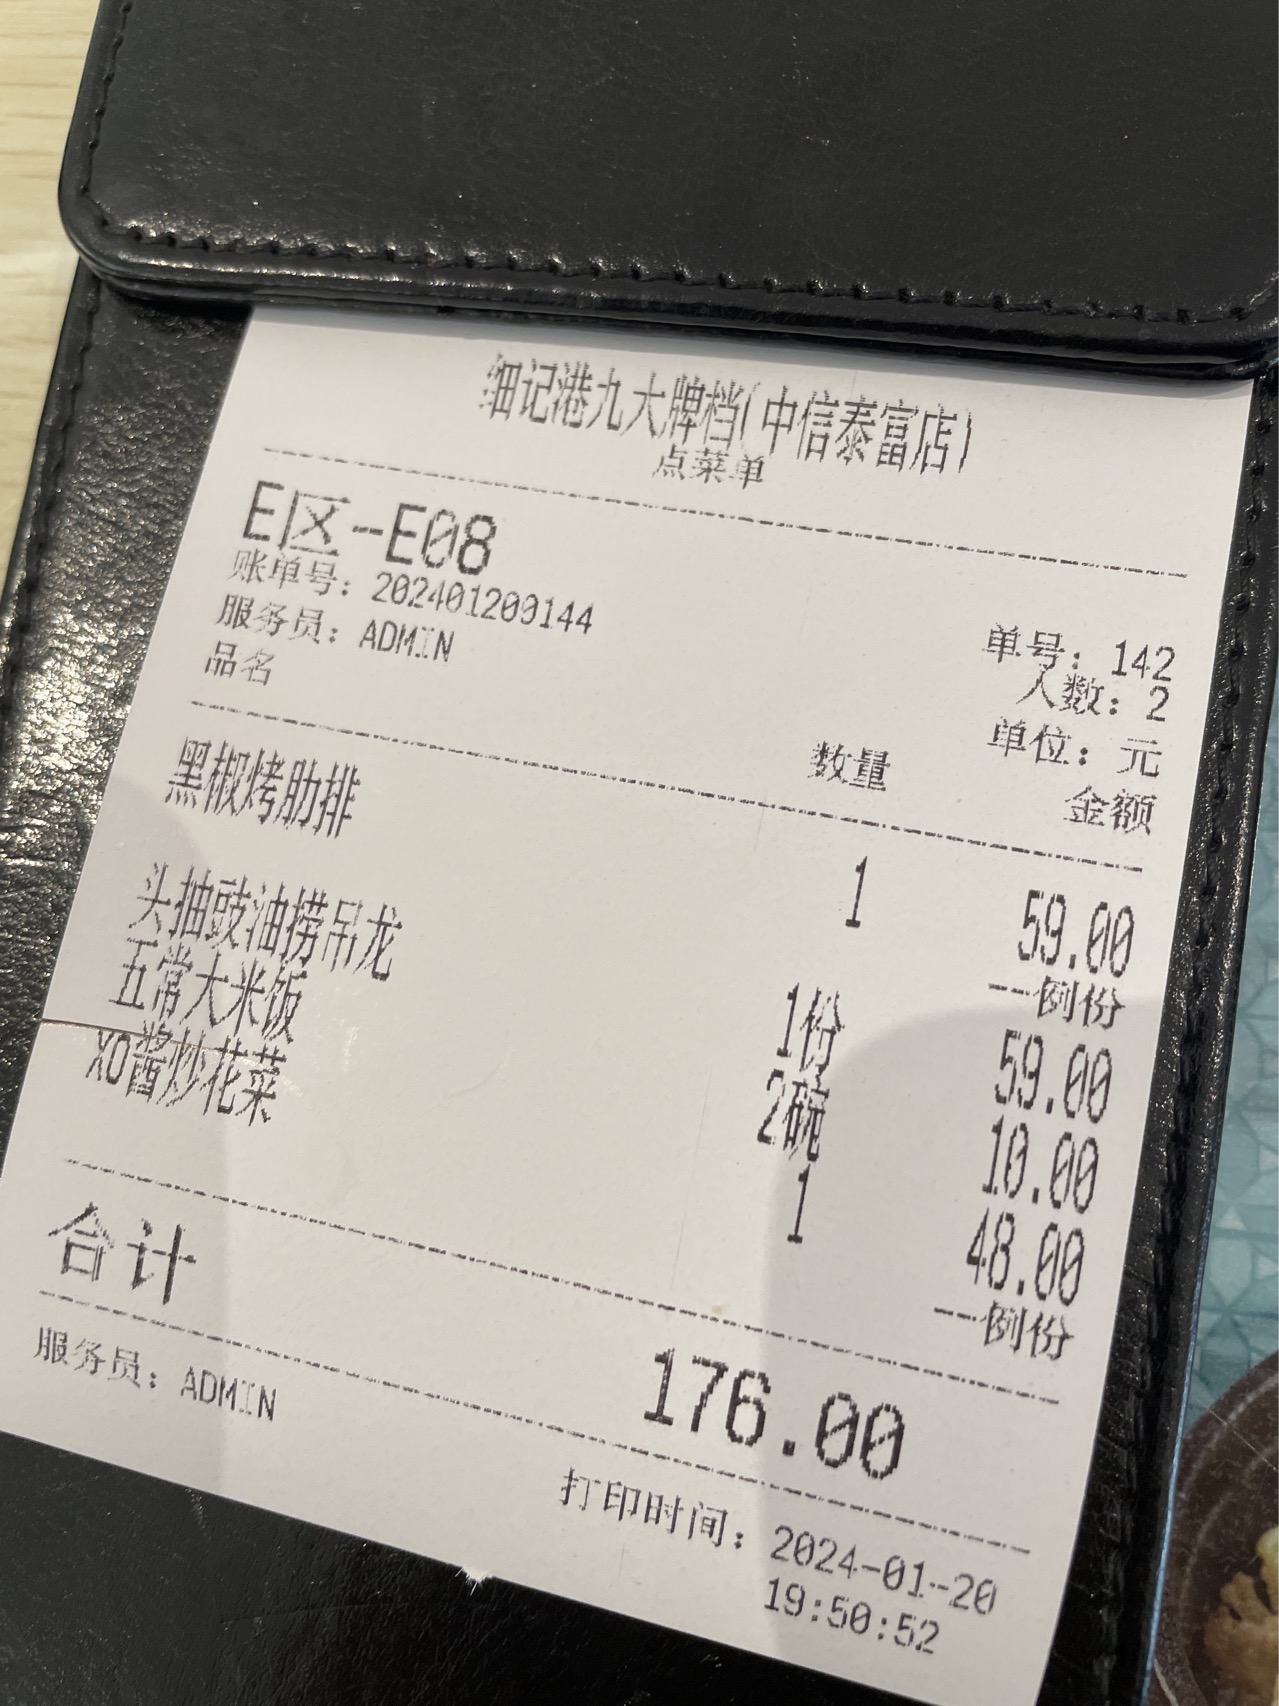 细记港九大牌档(中信泰富店)
点菜单
E区-E08
账单号: 202401200144 单号: 142
服务员: ADMIN 人数: 2
单位: 元
品名 数量 金额
黑椒烤肋排 1 59.00
一例份
头抽豉油捞吊龙 1份 59.00
五常大米饭 2碗 10.00
XO酱炒花菜 1 48.00
一例份
合计 176.00
服务员: ADMIN
打印时间: 2024-01-20
19:50:52